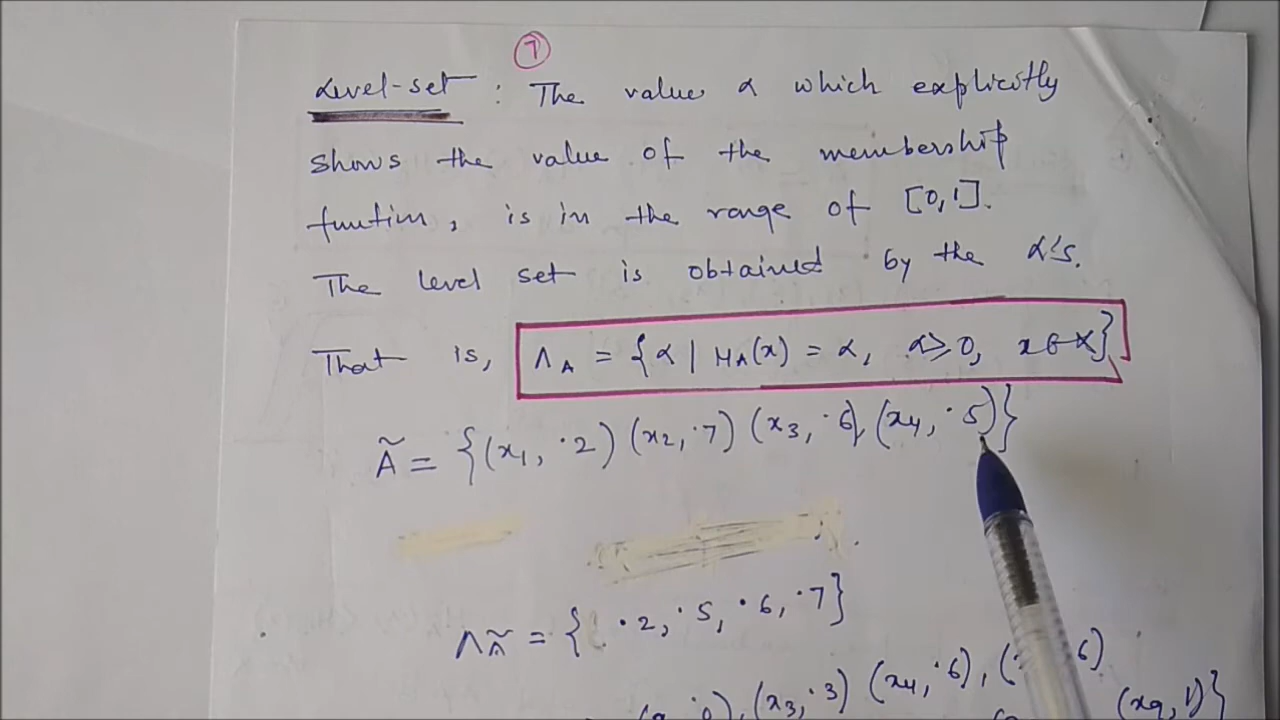 7
Level-set : The value α which explicitly
shows the value of the membership
function, is in the range of [0,1].
The level set is obtained by the α's.
That is, Λ_A = {α | μ_A(x) = α, α ≥ 0, x ∈ X}
Ã = {(x₁, ·2) (x₂, ·7) (x₃, ·6), (x₄, ·5)}
Λ_Ã = { ·2, ·5, ·6, ·7}
(x₃, ·3) (x₄, ·6), ( 6)
(x₉, 1)}